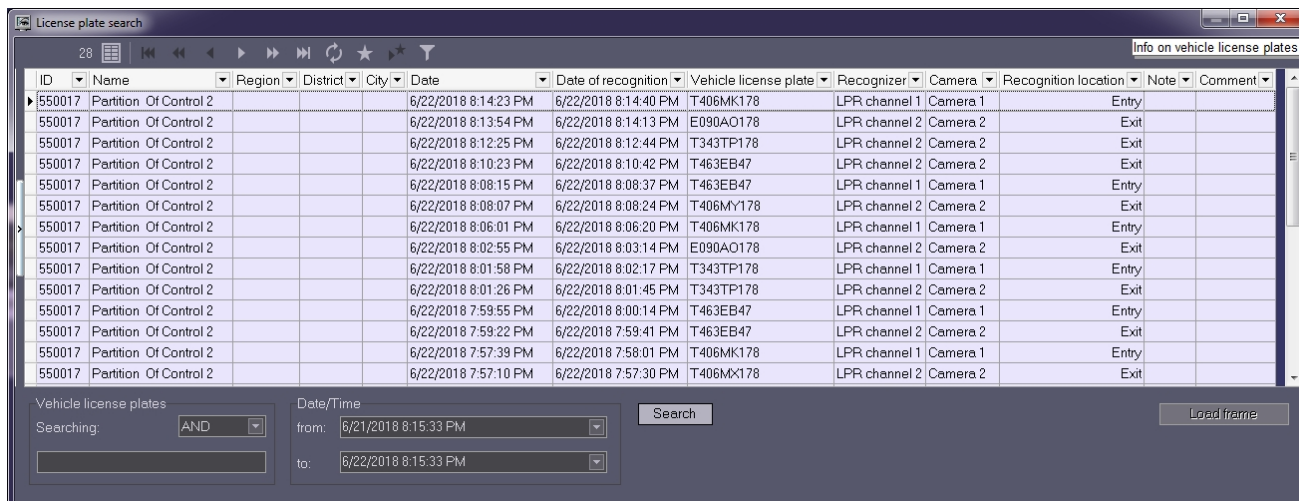 License plate search
28
Info on vehicle license plates
ID Name Region District City Date Date of recognition Vehicle license plate Recognizer Camera Recognition location Note Comment
550017 Partition Of Control 2 6/22/2018 8:14:23 PM 6/22/2018 8:14:40 PM T406MK178 LPR channel 1 Camera 1 Entry
550017 Partition Of Control 2 6/22/2018 8:13:54 PM 6/22/2018 8:14:13 PM E090AO178 LPR channel 2 Camera 2 Exit
550017 Partition Of Control 2 6/22/2018 8:12:25 PM 6/22/2018 8:12:44 PM T343TP178 LPR channel 2 Camera 2 Exit
550017 Partition Of Control 2 6/22/2018 8:10:23 PM 6/22/2018 8:10:42 PM T463EB47 LPR channel 2 Camera 2 Exit
550017 Partition Of Control 2 6/22/2018 8:08:15 PM 6/22/2018 8:08:37 PM T463EB47 LPR channel 1 Camera 1 Entry
550017 Partition Of Control 2 6/22/2018 8:08:07 PM 6/22/2018 8:08:24 PM T406MY178 LPR channel 2 Camera 2 Exit
550017 Partition Of Control 2 6/22/2018 8:06:01 PM 6/22/2018 8:06:20 PM T406MK178 LPR channel 1 Camera 1 Entry
550017 Partition Of Control 2 6/22/2018 8:02:55 PM 6/22/2018 8:03:14 PM E090AO178 LPR channel 2 Camera 2 Exit
550017 Partition Of Control 2 6/22/2018 8:01:58 PM 6/22/2018 8:02:17 PM T343TP178 LPR channel 1 Camera 1 Entry
550017 Partition Of Control 2 6/22/2018 8:01:26 PM 6/22/2018 8:01:45 PM T343TP178 LPR channel 2 Camera 2 Exit
550017 Partition Of Control 2 6/22/2018 7:59:55 PM 6/22/2018 8:00:14 PM T463EB47 LPR channel 1 Camera 1 Entry
550017 Partition Of Control 2 6/22/2018 7:59:22 PM 6/22/2018 7:59:41 PM T463EB47 LPR channel 2 Camera 2 Exit
550017 Partition Of Control 2 6/22/2018 7:57:39 PM 6/22/2018 7:58:01 PM T406MK178 LPR channel 1 Camera 1 Entry
550017 Partition Of Control 2 6/22/2018 7:57:10 PM 6/22/2018 7:57:30 PM T406MX178 LPR channel 2 Camera 2 Exit
Vehicle license plates
Searching: AND
Date/Time
from: 6/21/2018 8:15:33 PM
to: 6/22/2018 8:15:33 PM
Search
Load frame